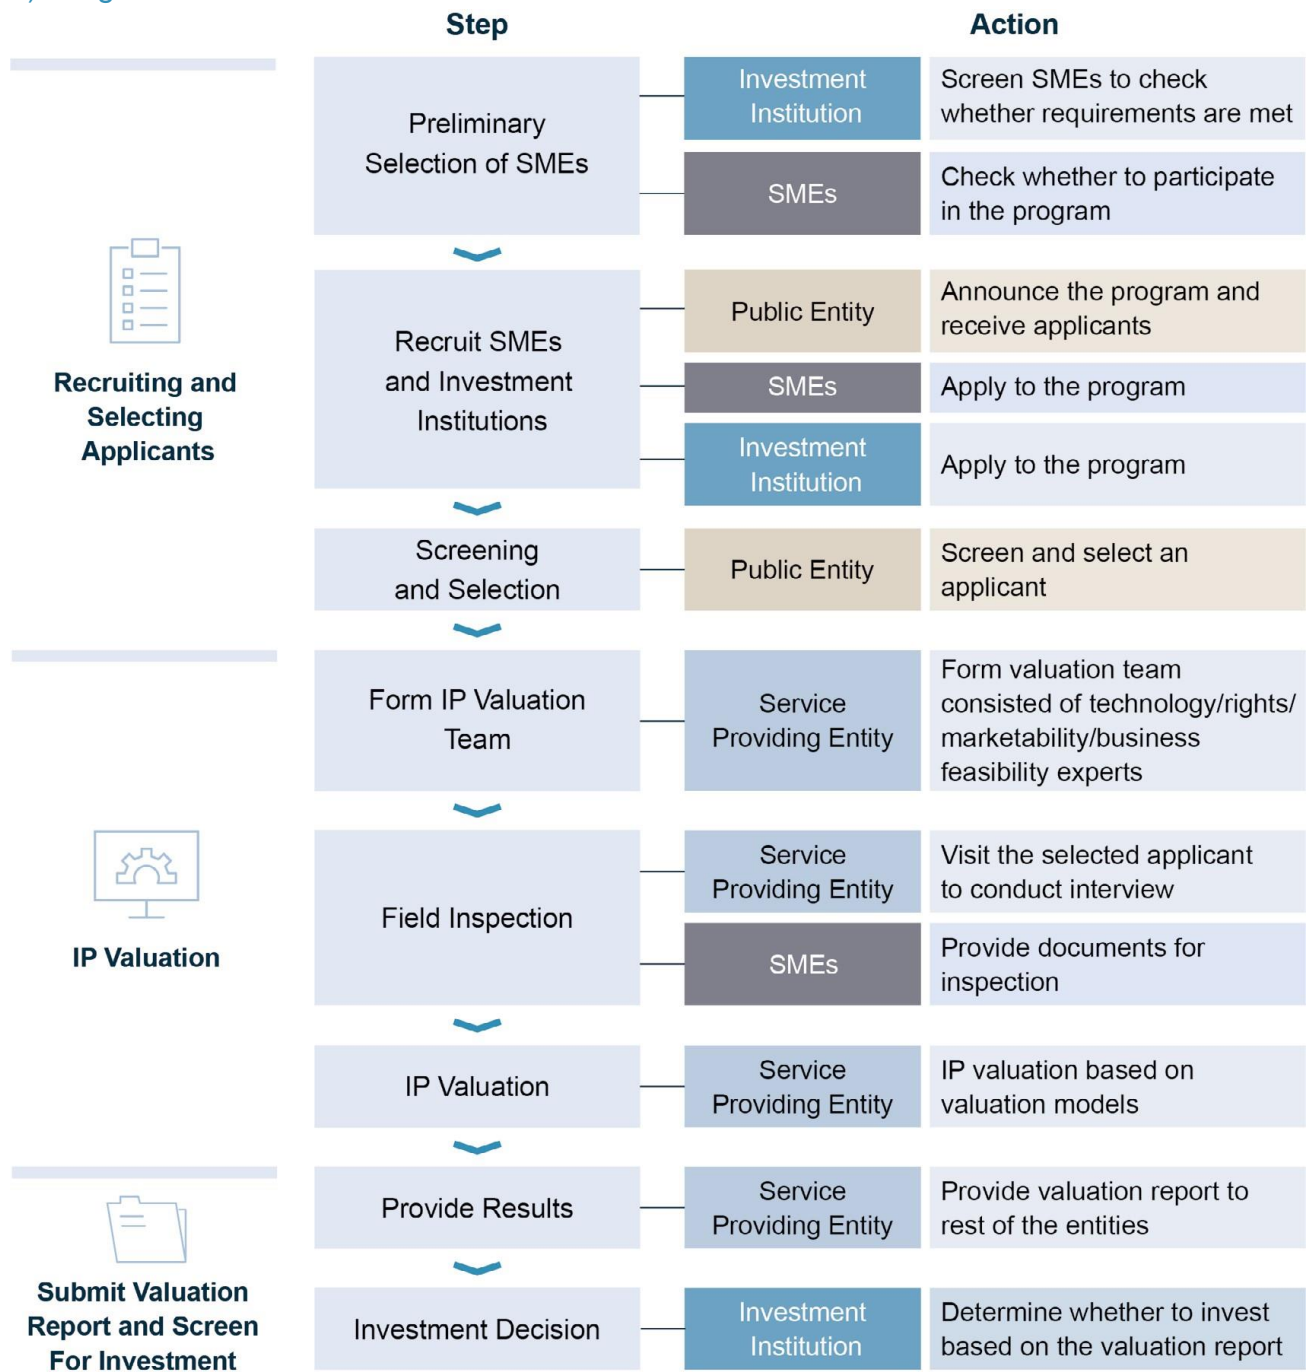 Step
Action
Recruiting and
Selecting
Applicants
Preliminary
Selection of SMEs
Investment
Institution
Screen SMEs to check
whether requirements are met
SMEs
Check whether to participate
in the program
Recruit SMEs
and Investment
Institutions
Public Entity
Announce the program and
receive applicants
SMEs
Apply to the program
Investment
Institution
Apply to the program
Screening
and Selection
Public Entity
Screen and select an
applicant
IP Valuation
Form IP Valuation
Team
Service
Providing Entity
Form valuation team
consisted of technology/rights/
marketability/business
feasibility experts
Field Inspection
Service
Providing Entity
Visit the selected applicant
to conduct interview
SMEs
Provide documents for
inspection
IP Valuation
Service
Providing Entity
IP valuation based on
valuation models
Submit Valuation
Report and Screen
For Investment
Provide Results
Service
Providing Entity
Provide valuation report to
rest of the entities
Investment Decision
Investment
Institution
Determine whether to invest
based on the valuation report